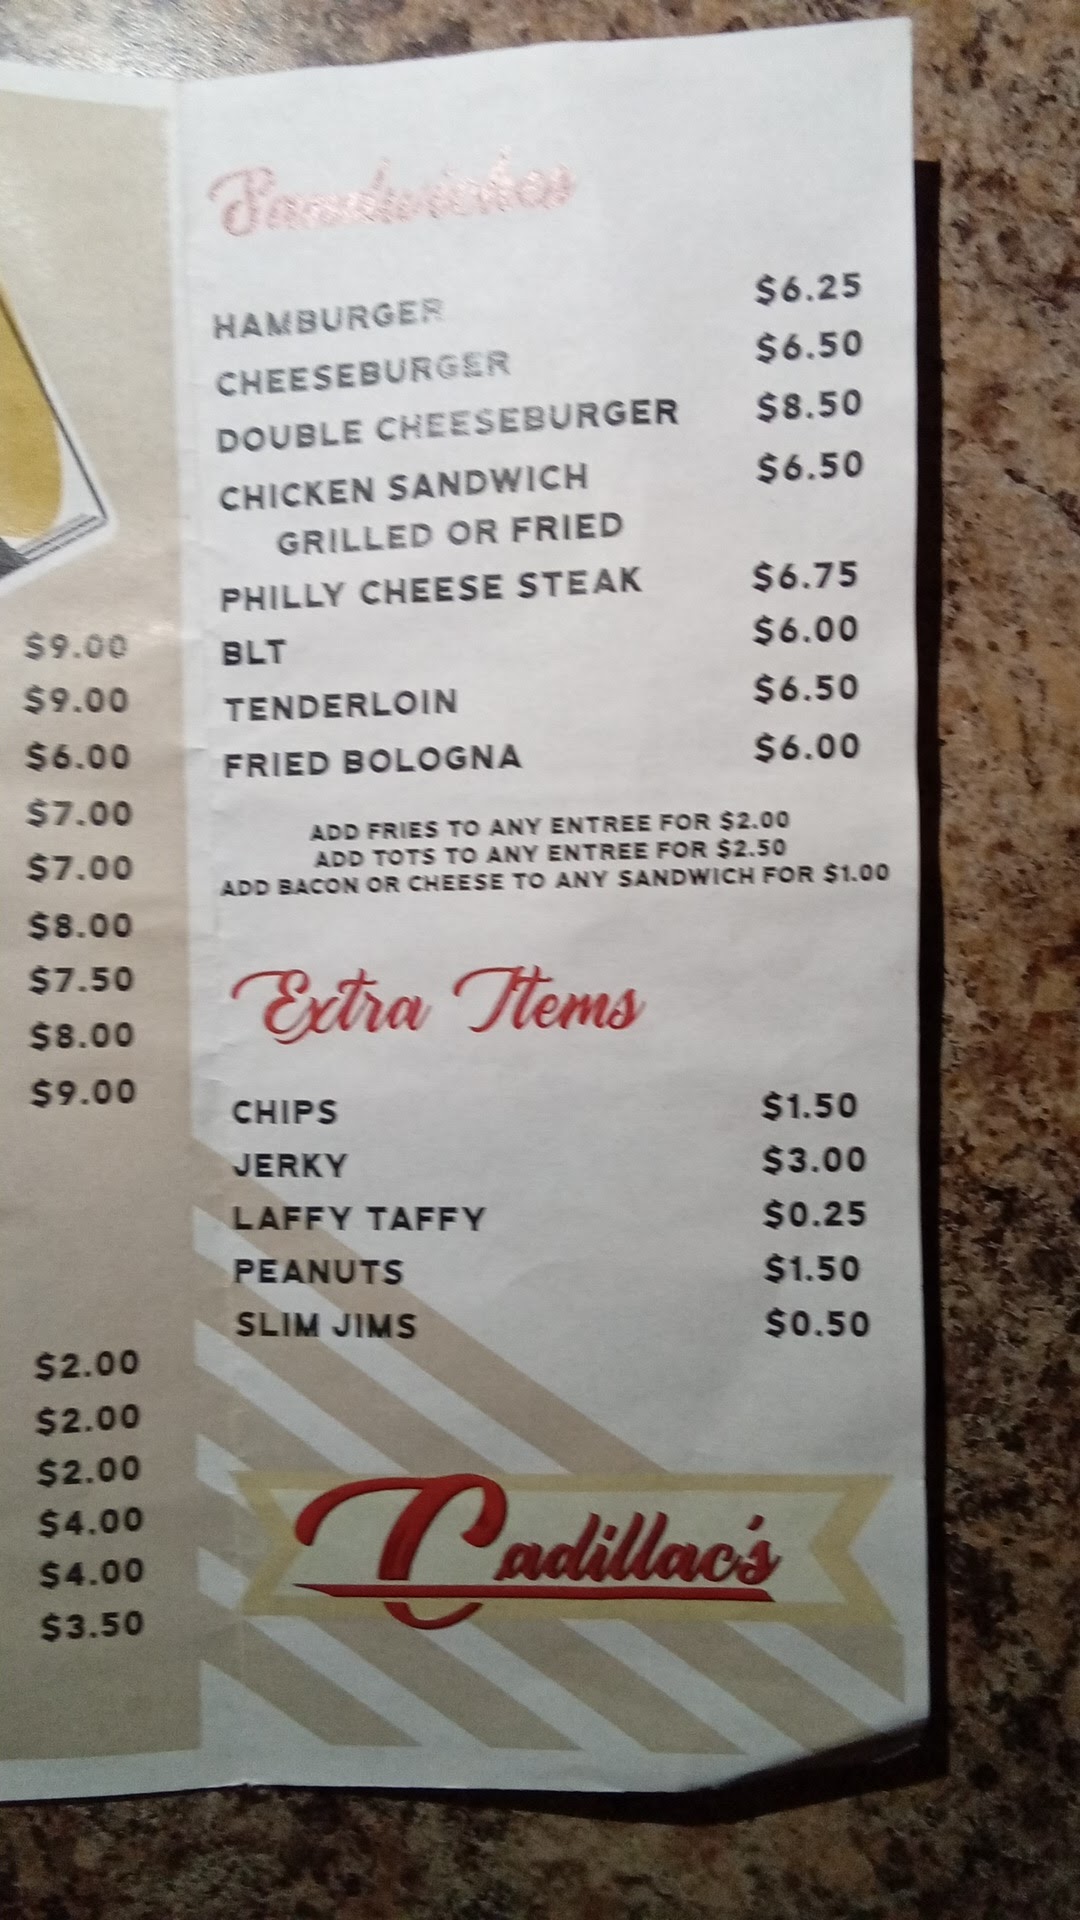 $9.00
$9.00
$6.00
$7.00
$7.00
$8.00
$7.50
$8.00
$9.00
$2.00
$2.00
$2.00
$4.00
$4.00
$3.50
Sandwiches
HAMBURGER $6.25
CHEESEBURGER $6.50
DOUBLE CHEESEBURGER $8.50
CHICKEN SANDWICH $6.50
GRILLED OR FRIED
PHILLY CHEESE STEAK $6.75
BLT $6.00
TENDERLOIN $6.50
FRIED BOLOGNA $6.00
ADD FRIES TO ANY ENTREE FOR $2.00
ADD TOTS TO ANY ENTREE FOR $2.50
ADD BACON OR CHEESE TO ANY SANDWICH FOR $1.00
Extra Items
CHIPS $1.50
JERKY $3.00
LAFFY TAFFY $0.25
PEANUTS $1.50
SLIM JIMS $0.50
Cadillac's